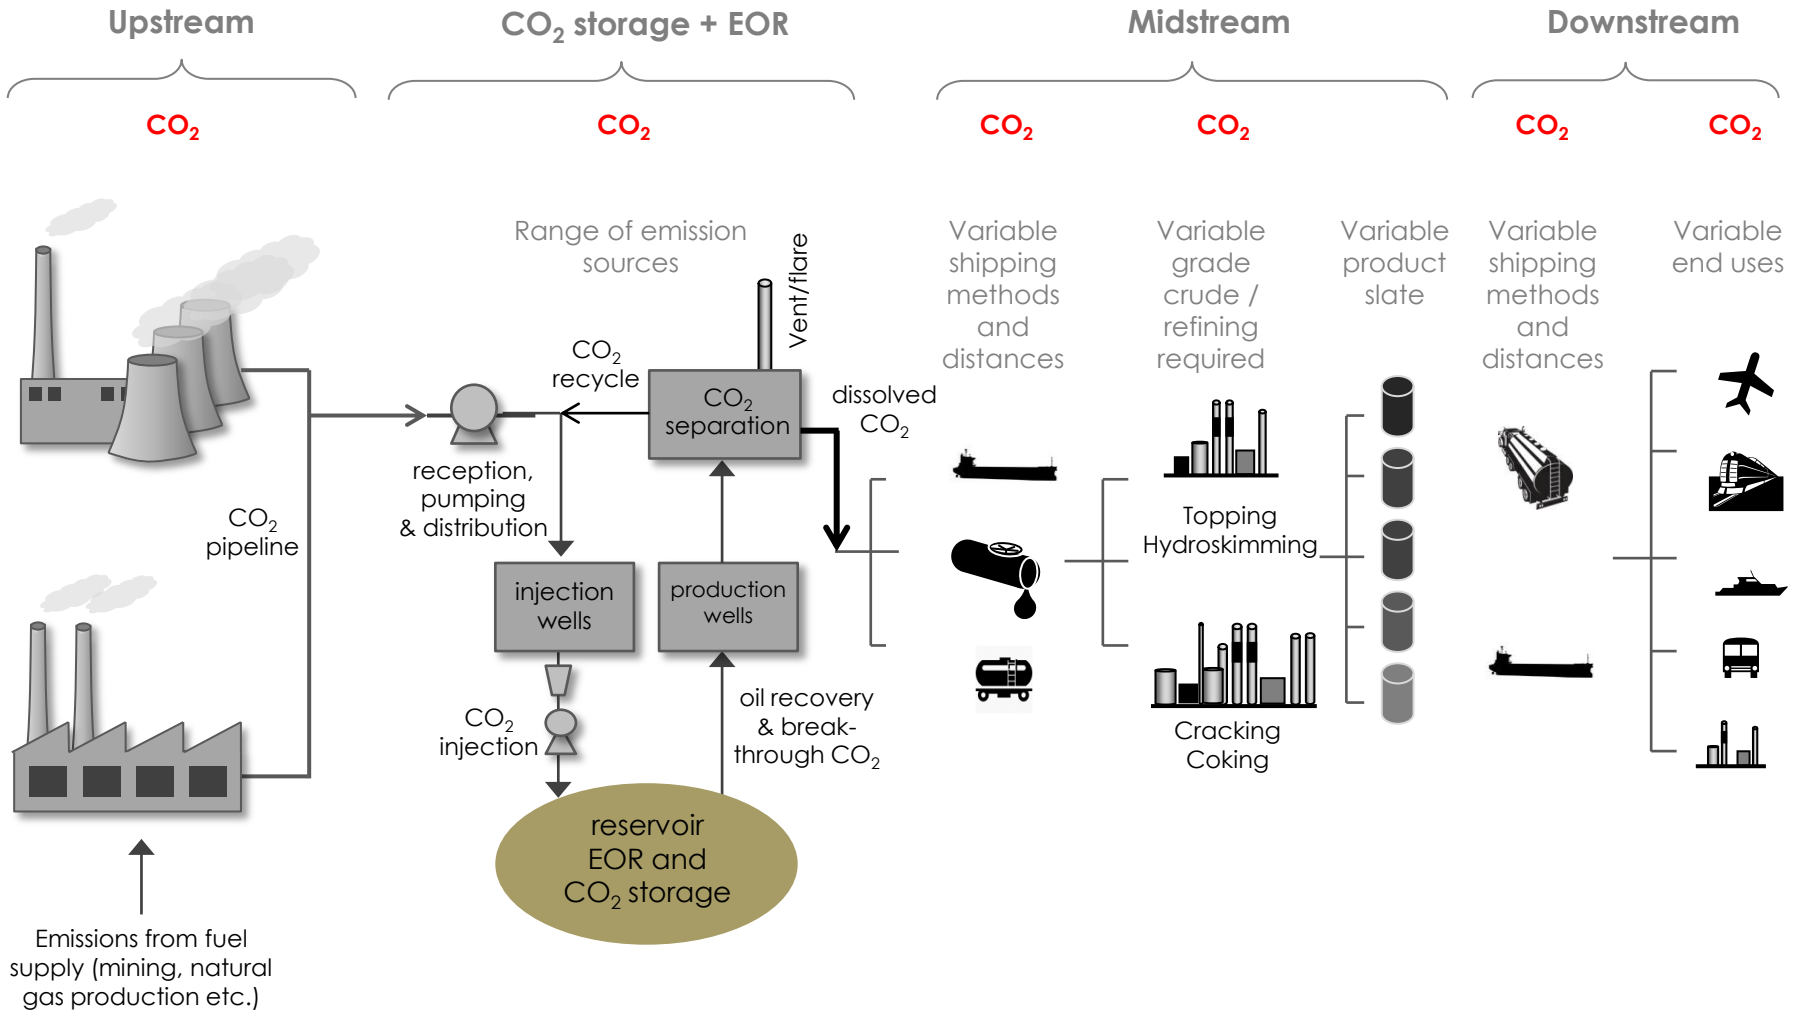 Upstream
CO₂ storage + EOR
Midstream
Downstream
CO₂
CO₂
CO₂
CO₂
CO₂
CO₂
Range of emission
sources
Vent/flare
Variable
shipping
methods
and
distances
Variable
grade
crude /
refining
required
Variable
product
slate
Variable
shipping
methods
and
distances
Variable
end uses
CO₂
recycle
CO₂
separation
dissolved
CO₂
reception,
pumping
& distribution
CO₂
pipeline
injection
wells
production
wells
Topping
Hydroskimming
CO₂
injection
oil recovery
& break-
through CO₂
Cracking
Coking
reservoir
EOR and
CO₂ storage
Emissions from fuel
supply (mining, natural
gas production etc.)